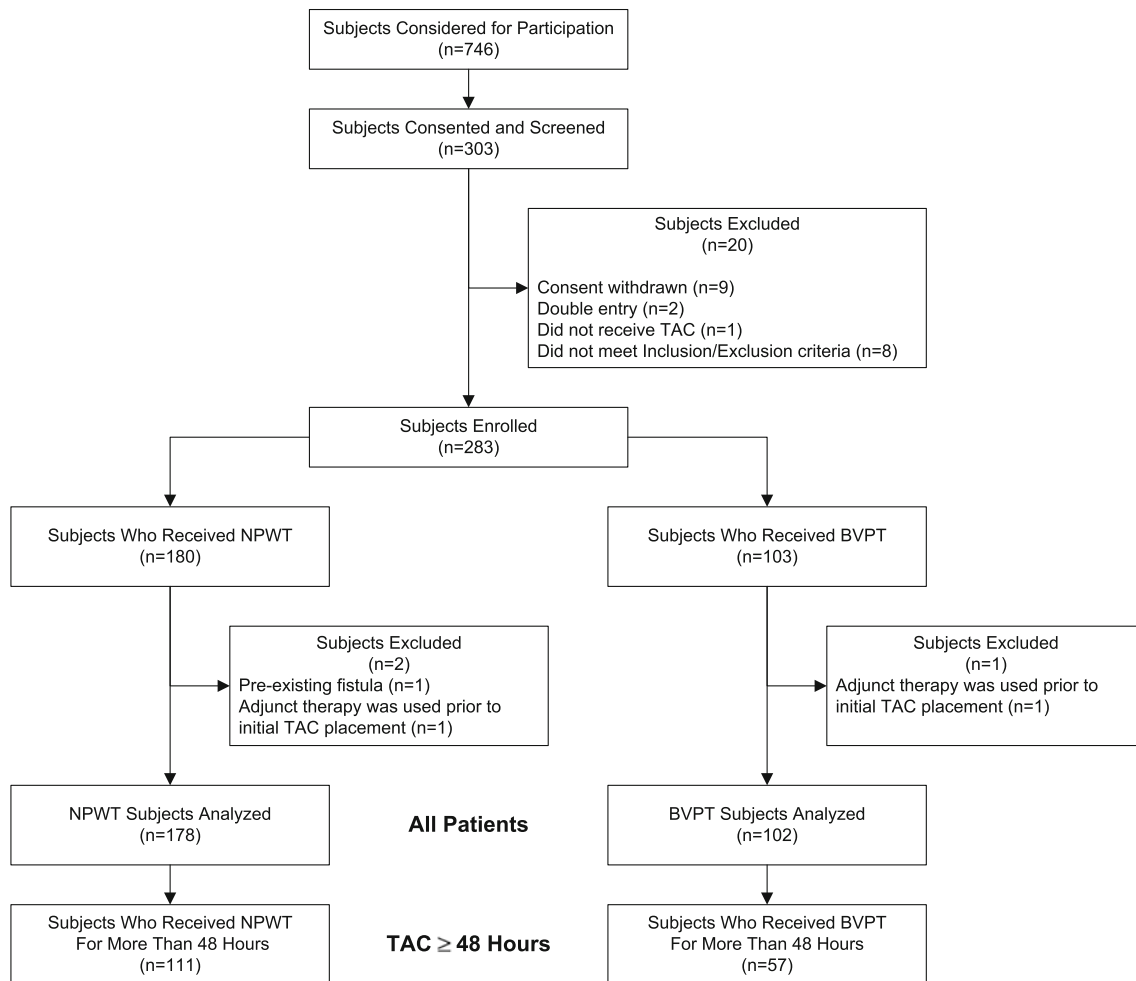 Subjects Considered for Participation
(n=746)
Subjects Consented and Screened
(n=303)
Subjects Excluded
(n=20)
Consent withdrawn (n=9)
Double entry (n=2)
Did not receive TAC (n=1)
Did not meet Inclusion/Exclusion criteria (n=8)
Subjects Enrolled
(n=283)
Subjects Who Received NPWT
(n=180)
Subjects Who Received BVPT
(n=103)
Subjects Excluded
(n=2)
Pre-existing fistula (n=1)
Adjunct therapy was used prior to
initial TAC placement (n=1)
Subjects Excluded
(n=1)
Adjunct therapy was used prior to
initial TAC placement (n=1)
NPWT Subjects Analyzed
(n=178)
All Patients
BVPT Subjects Analyzed
(n=102)
Subjects Who Received NPWT
For More Than 48 Hours
(n=111)
TAC ≥ 48 Hours
Subjects Who Received BVPT
For More Than 48 Hours
(n=57)